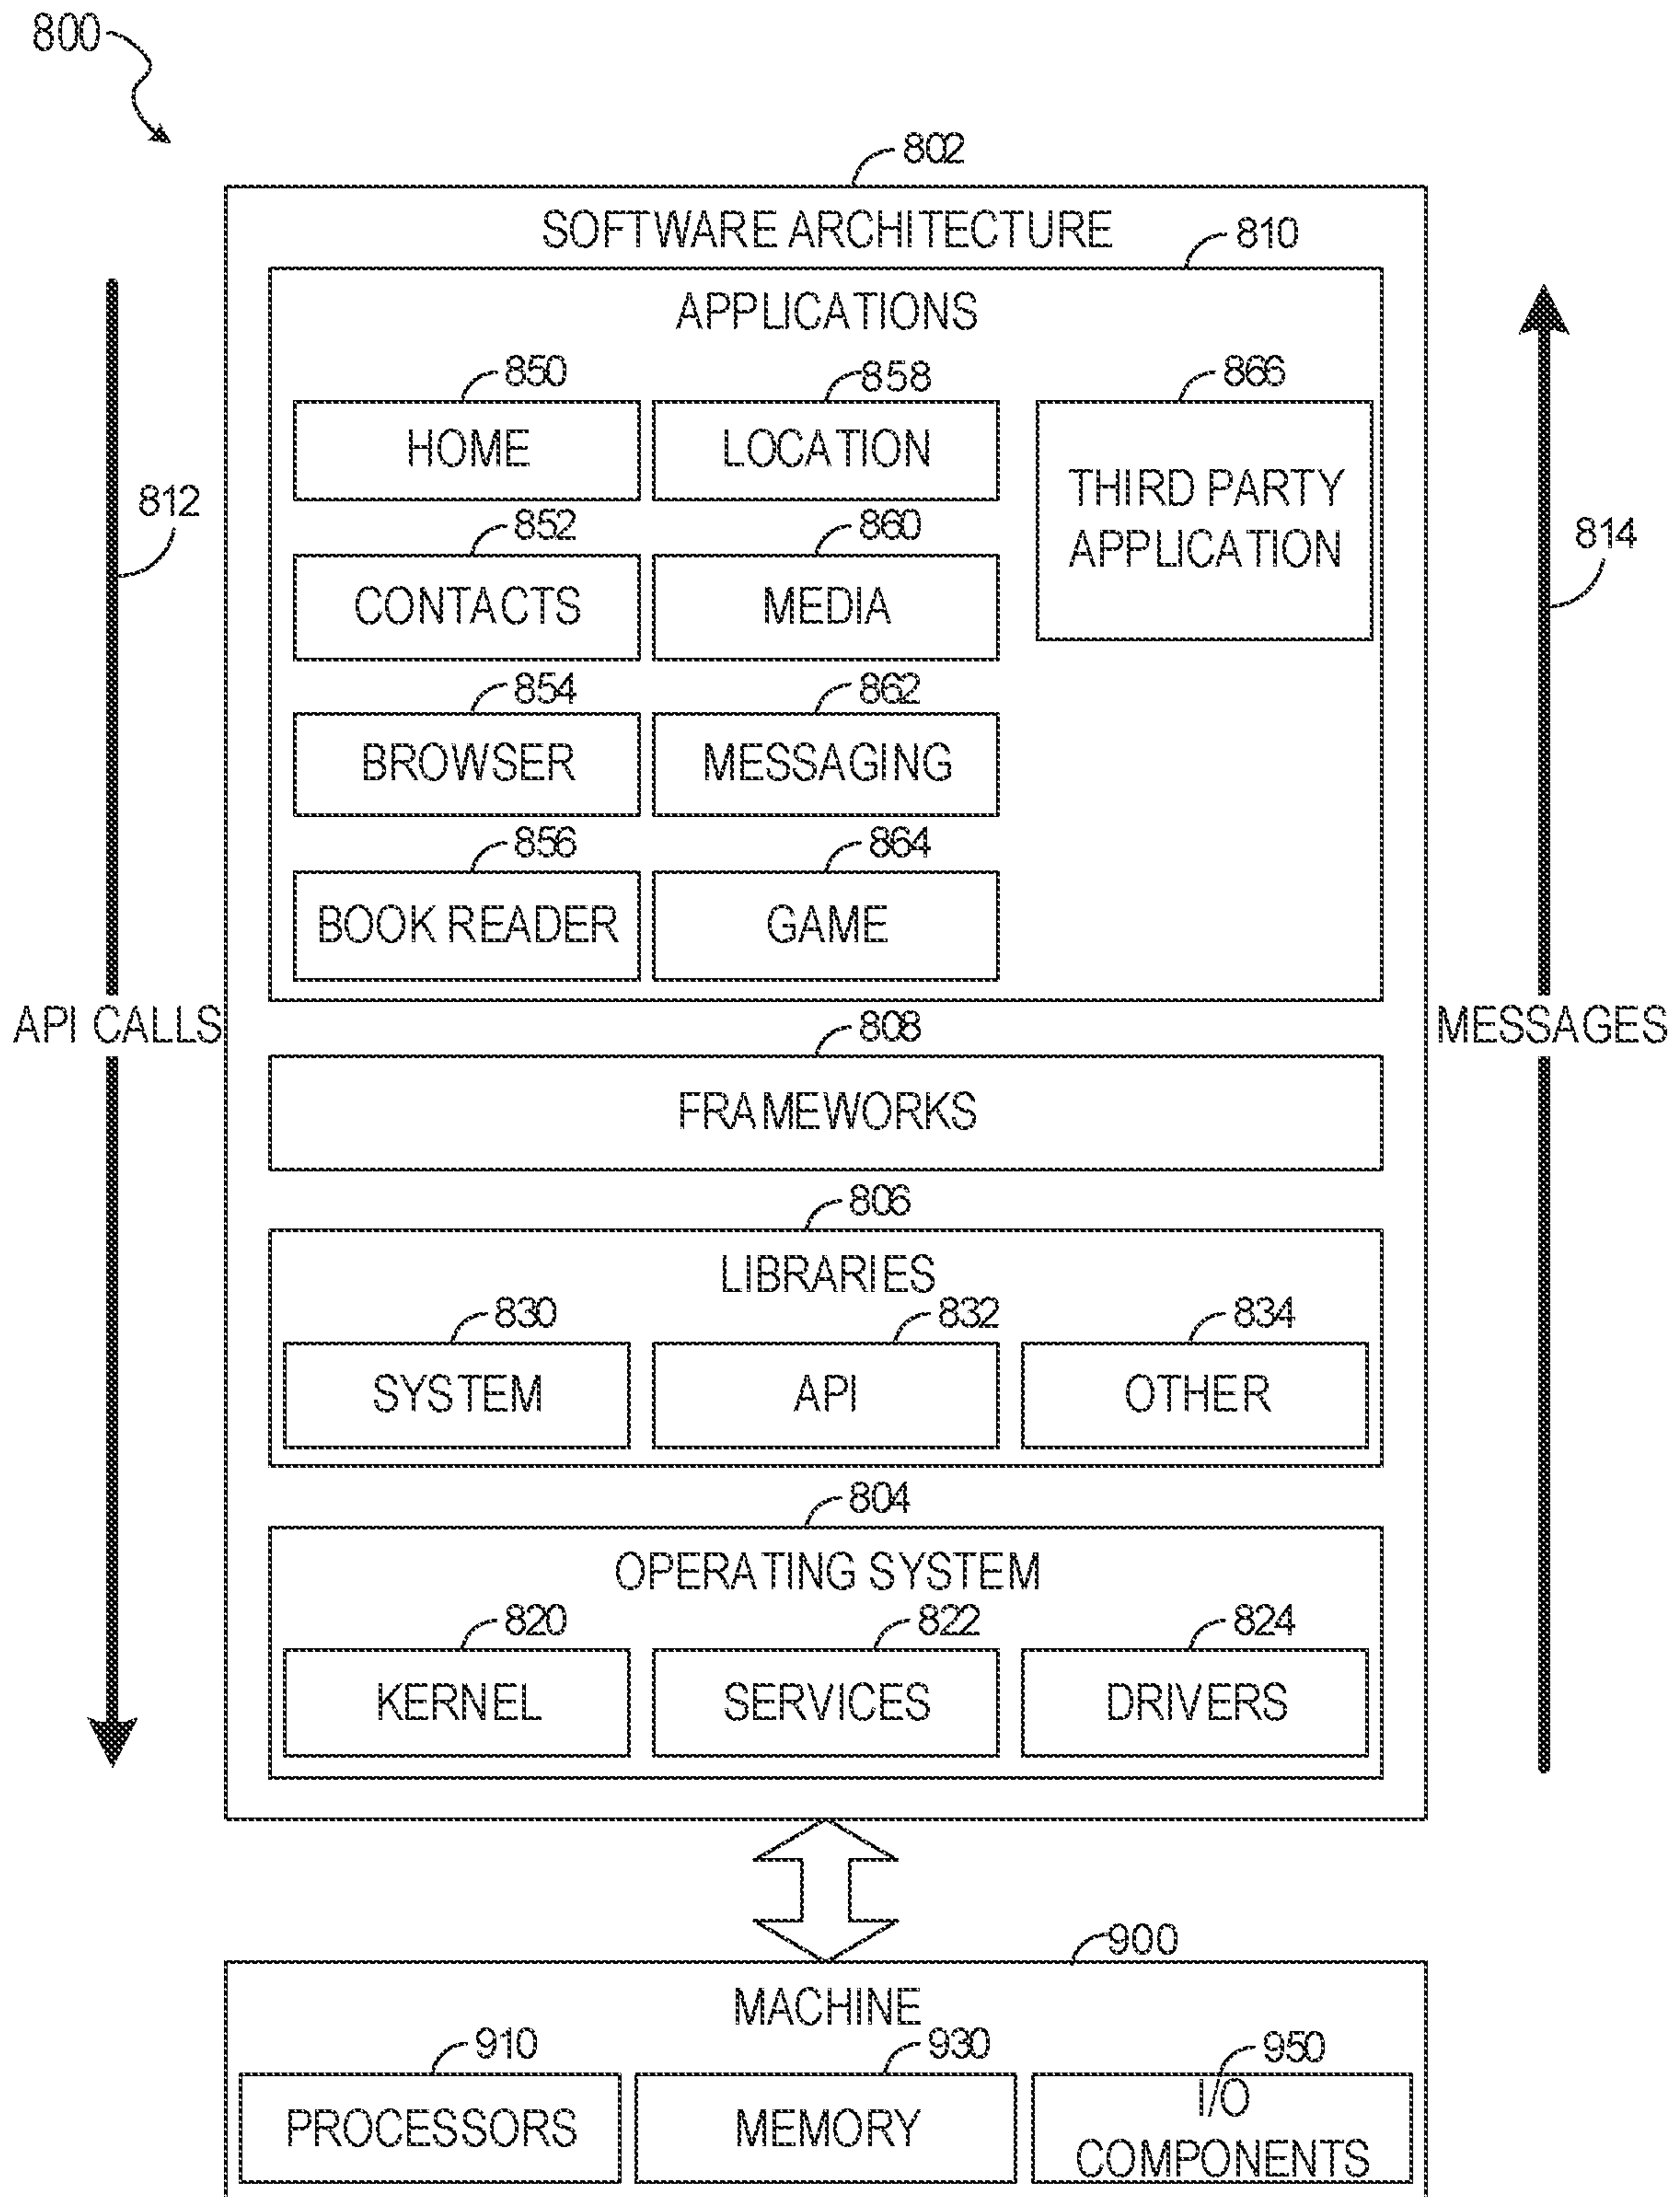 800
802
SOFTWARE ARCHITECTURE
810
APPLICATIONS
850
858
866
HOME
LOCATION
THIRD PARTY
APPLICATION
812
852
860
814
CONTACTS
MEDIA
854
862
BROWSER
MESSAGING
856
864
BOOK READER
GAME
API CALLS
808
MESSAGES
FRAMEWORKS
806
LIBRARIES
830
832
834
SYSTEM
API
OTHER
804
OPERATING SYSTEM
820
822
824
KERNEL
SERVICES
DRIVERS
900
MACHINE
910
930
950
PROCESSORS
MEMORY
I/O
COMPONENTS